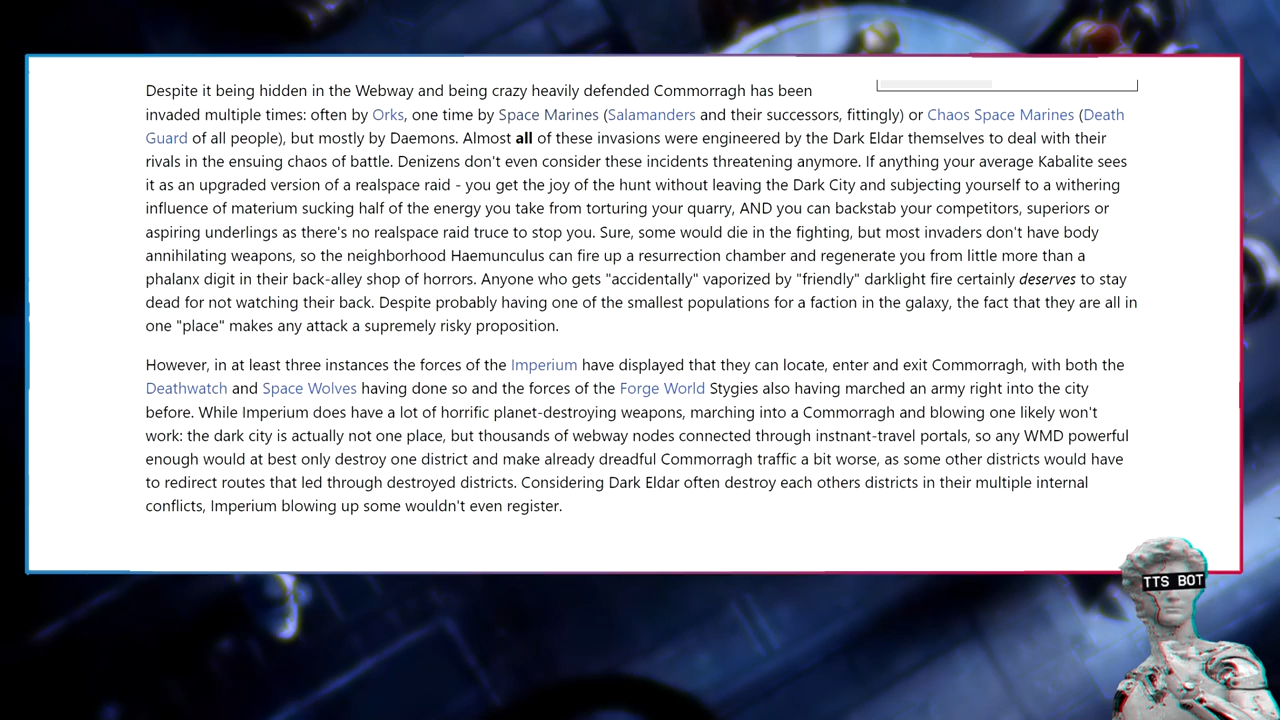 Despite it being hidden in the Webway and being crazy heavily defended Commorragh has been
invaded multiple times: often by Orks, one time by Space Marines (Salamanders and their successors, fittingly) or Chaos Space Marines (Death
Guard of all people), but mostly by Daemons. Almost all of these invasions were engineered by the Dark Eldar themselves to deal with their
rivals in the ensuing chaos of battle. Denizens don't even consider these incidents threatening anymore. If anything your average Kabalite sees
it as an upgraded version of a realspace raid - you get the joy of the hunt without leaving the Dark City and subjecting yourself to a withering
influence of materium sucking half of the energy you take from torturing your quarry, AND you can backstab your competitors, superiors or
aspiring underlings as there's no realspace raid truce to stop you. Sure, some would die in the fighting, but most invaders don't have body
annihilating weapons, so the neighborhood Haemunculus can fire up a resurrection chamber and regenerate you from little more than a
phalanx digit in their back-alley shop of horrors. Anyone who gets "accidentally" vaporized by "friendly" darklight fire certainly deserves to stay
dead for not watching their back. Despite probably having one of the smallest populations for a faction in the galaxy, the fact that they are all in
one "place" makes any attack a supremely risky proposition.
However, in at least three instances the forces of the Imperium have displayed that they can locate, enter and exit Commorragh, with both the
Deathwatch and Space Wolves having done so and the forces of the Forge World Stygies also having marched an army right into the city
before. While Imperium does have a lot of horrific planet-destroying weapons, marching into a Commorragh and blowing one likely won't
work: the dark city is actually not one place, but thousands of webway nodes connected through instnant-travel portals, so any WMD powerful
enough would at best only destroy one district and make already dreadful Commorragh traffic a bit worse, as some other districts would have
to redirect routes that led through destroyed districts. Considering Dark Eldar often destroy each others districts in their multiple internal
conflicts, Imperium blowing up some wouldn't even register.
TTS BOT